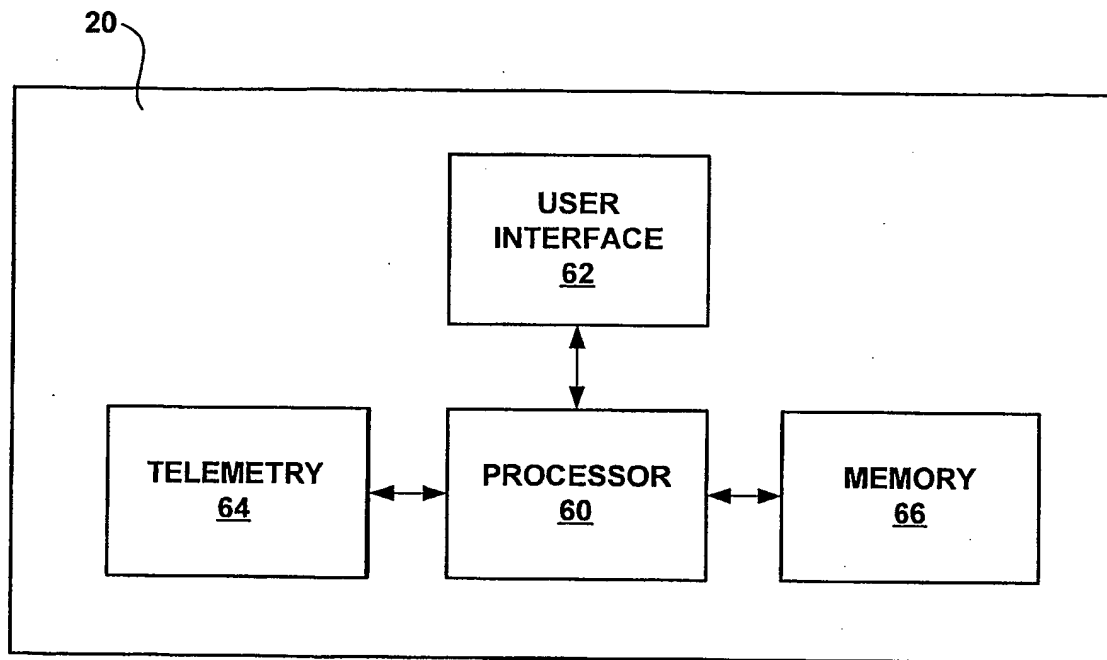 20
USER
INTERFACE
62
TELEMETRY
64
PROCESSOR
60
MEMORY
66